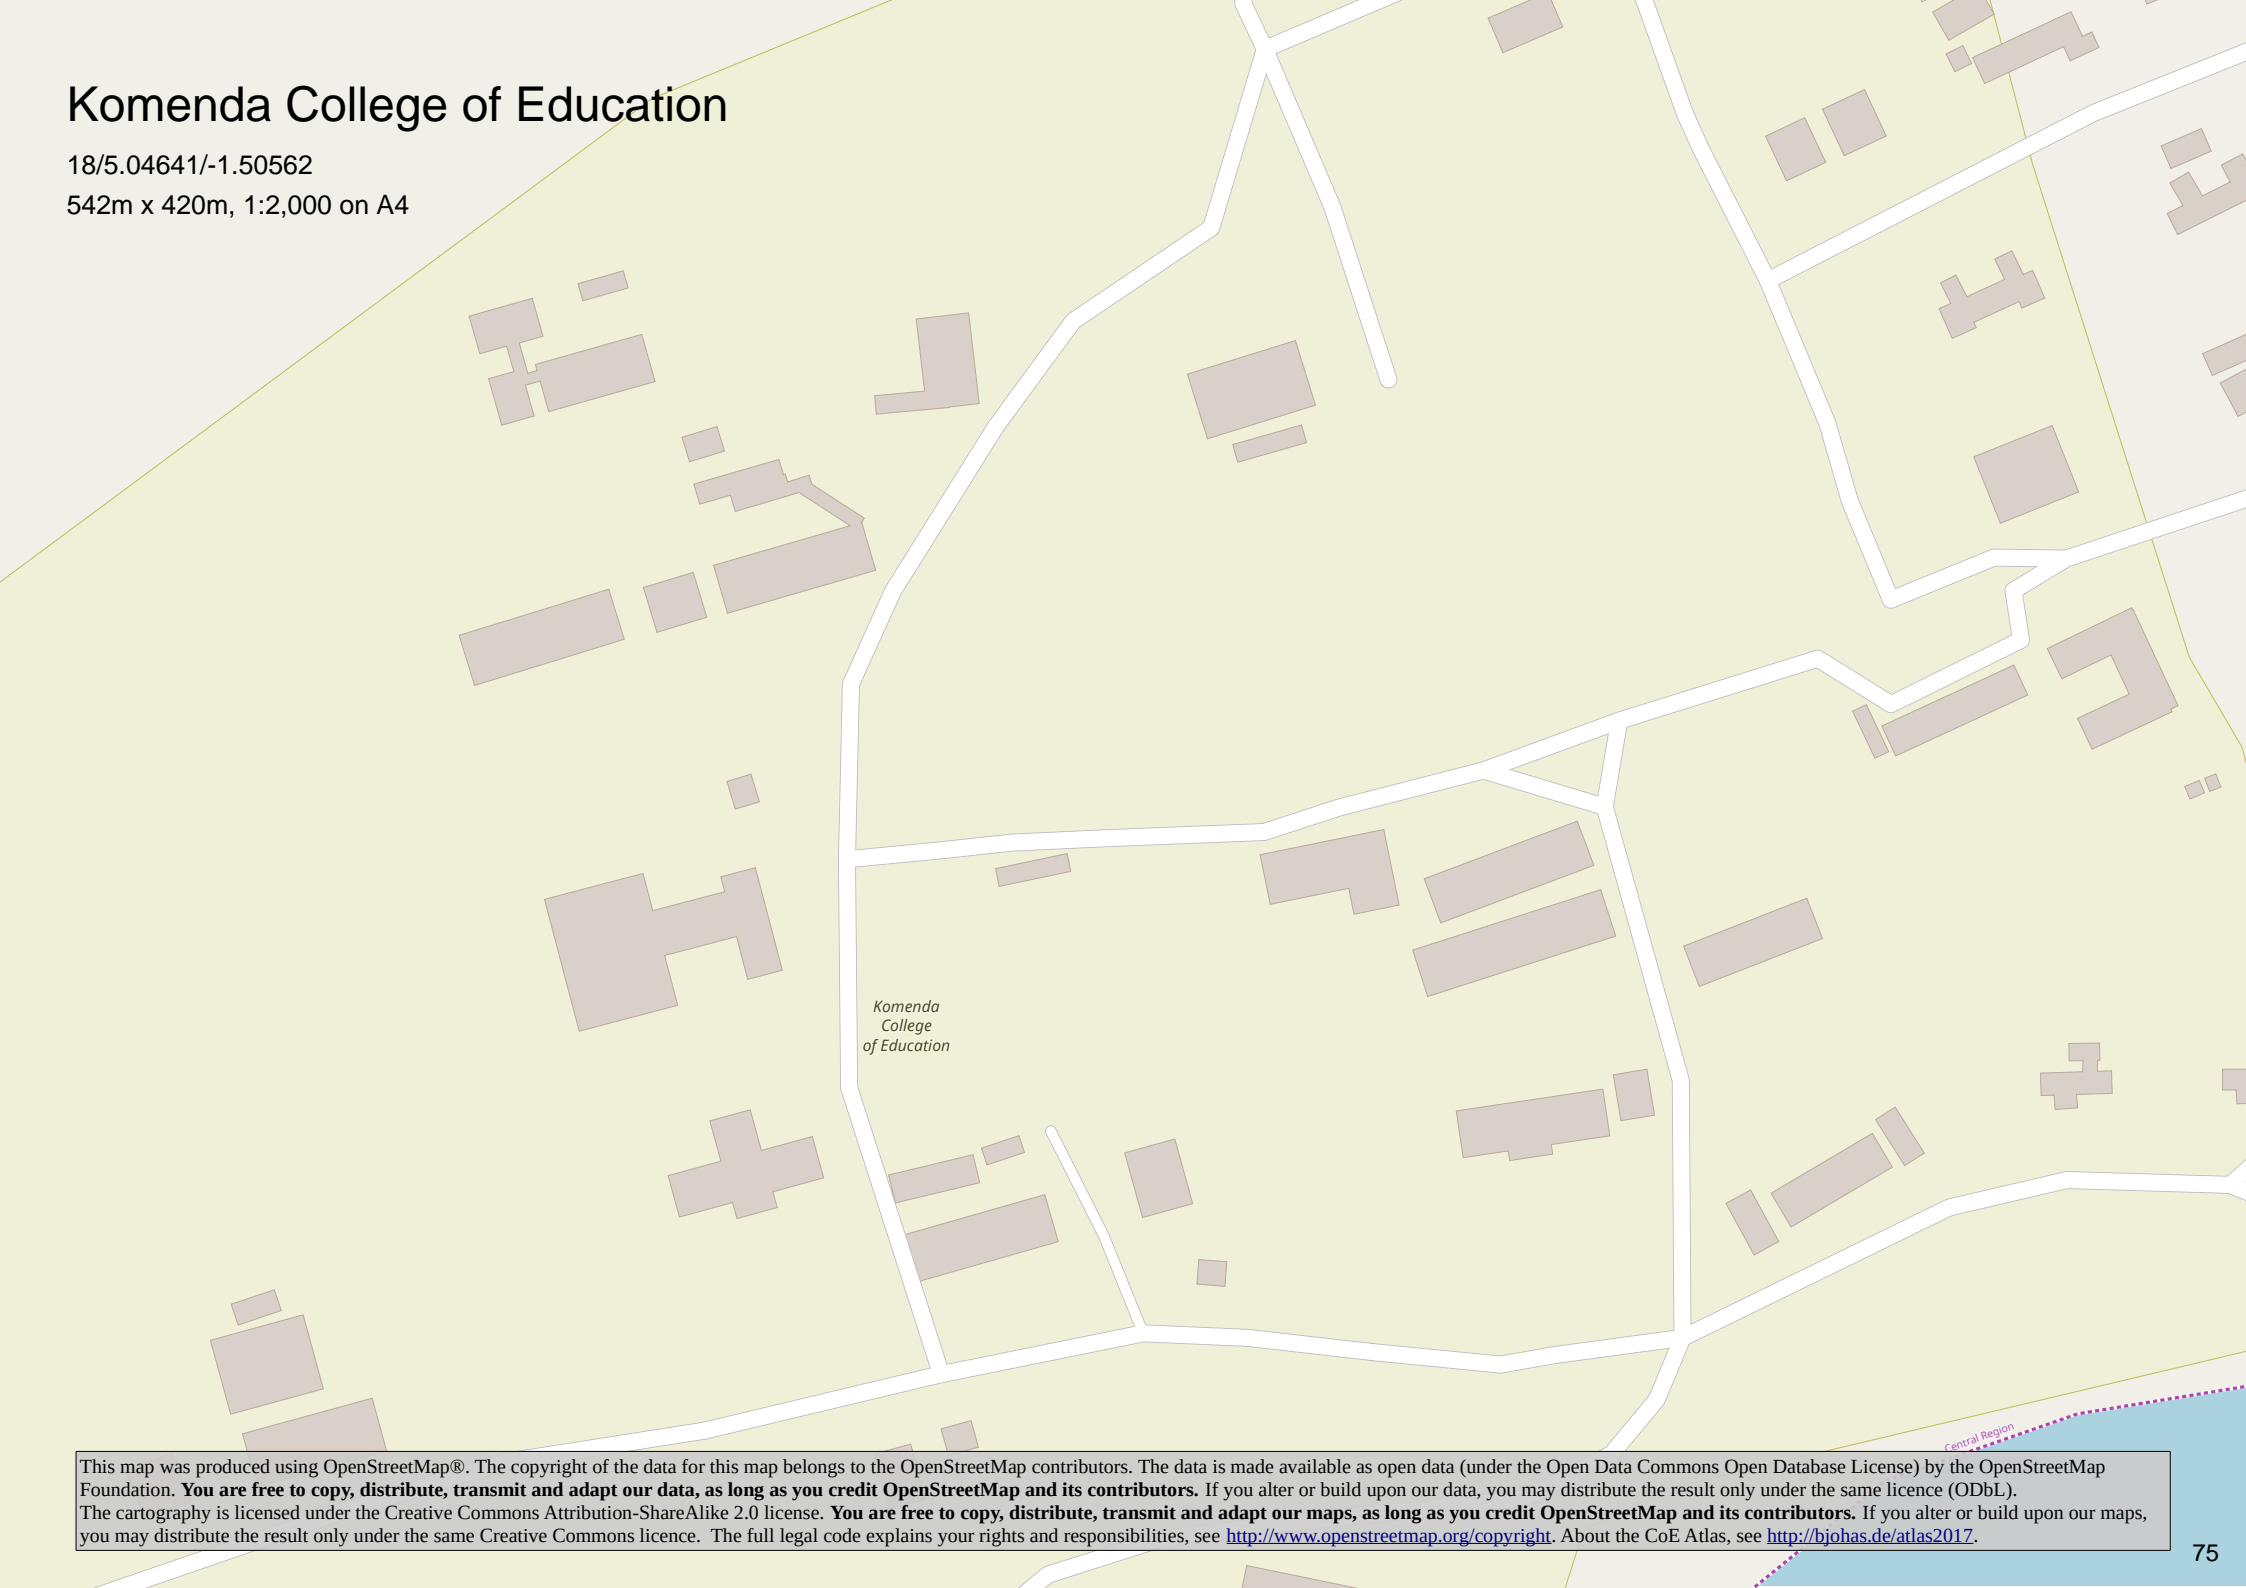 Komenda College of Education
18/5.04641/-1.50562
542m x 420m, 1:2,000 on A4
Komenda
College
of Education
Central Region
This map was produced using OpenStreetMap®. The copyright of the data for this map belongs to the OpenStreetMap contributors. The data is made available as open data (under the Open Data Commons Open Database License) by the OpenStreetMap
Foundation. You are free to copy, distribute, transmit and adapt our data, as long as you credit OpenStreetMap and its contributors. If you alter or build upon our data, you may distribute the result only under the same licence (ODbL).
The cartography is licensed under the Creative Commons Attribution-ShareAlike 2.0 license. You are free to copy, distribute, transmit and adapt our maps, as long as you credit OpenStreetMap and its contributors. If you alter or build upon our maps,
you may distribute the result only under the same Creative Commons licence. The full legal code explains your rights and responsibilities, see http://www.openstreetmap.org/copyright. About the CoE Atlas, see http://bjohas.de/atlas2017.
75